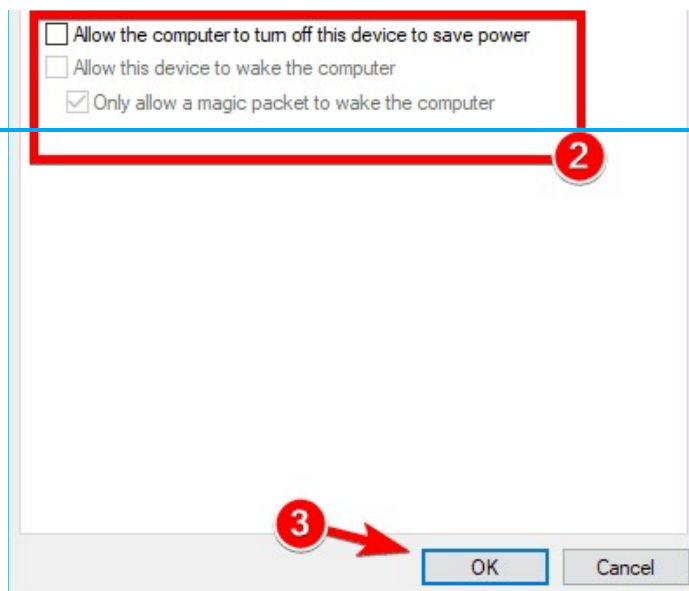 Allow the computer to turn off this device to save power
Allow this device to wake the computer
Only allow a magic packet to wake the computer
2
3
OK Cancel